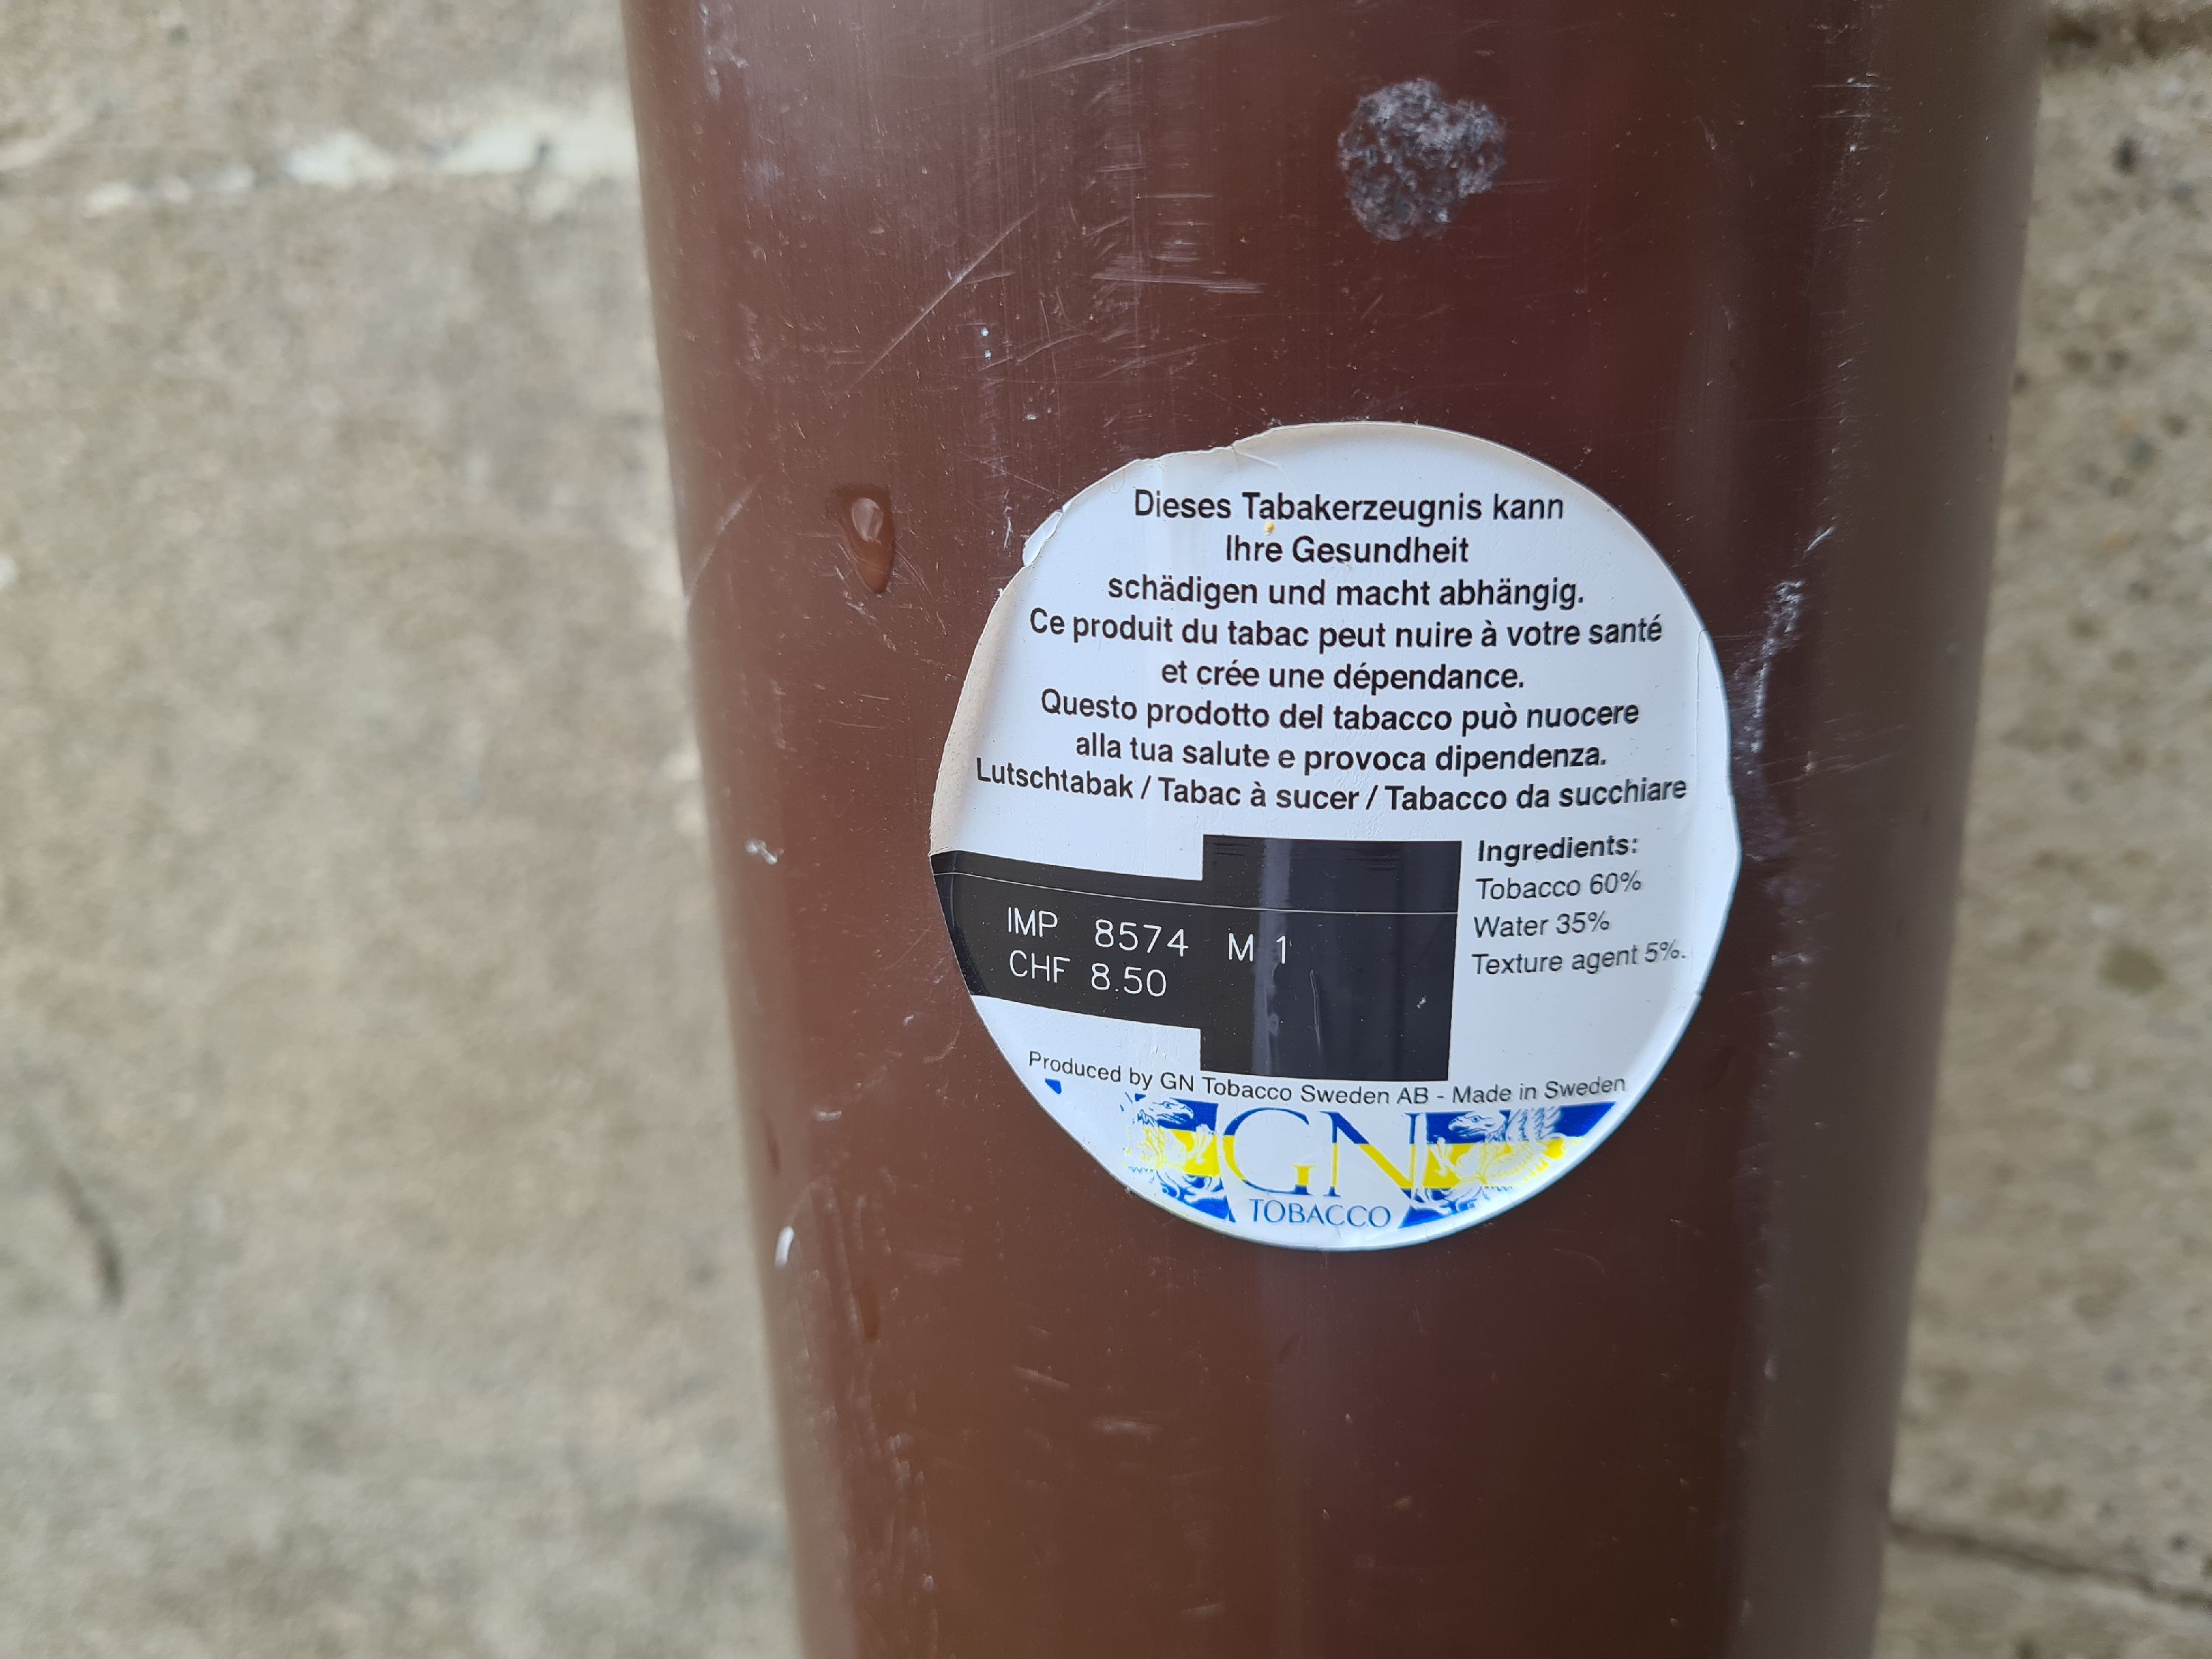 Dieses Tabakerzeugnis kann
Ihre Gesundheit
schädigen und macht abhängig.
Ce produit du tabac peut nuire à votre santé
et crée une dépendance.
Questo prodotto del tabacco può nuocere
alla tua salute e provoca dipendenza.
Lutschtabak / Tabac à sucer / Tabacco da succhiare
Ingredients:
Tobacco 60%
Water 35%
Texture agent 5%.
IMP 8574 M 1
CHF 8.50
Produced by GN Tobacco Sweden AB - Made in Sweden
GN
TOBACCO